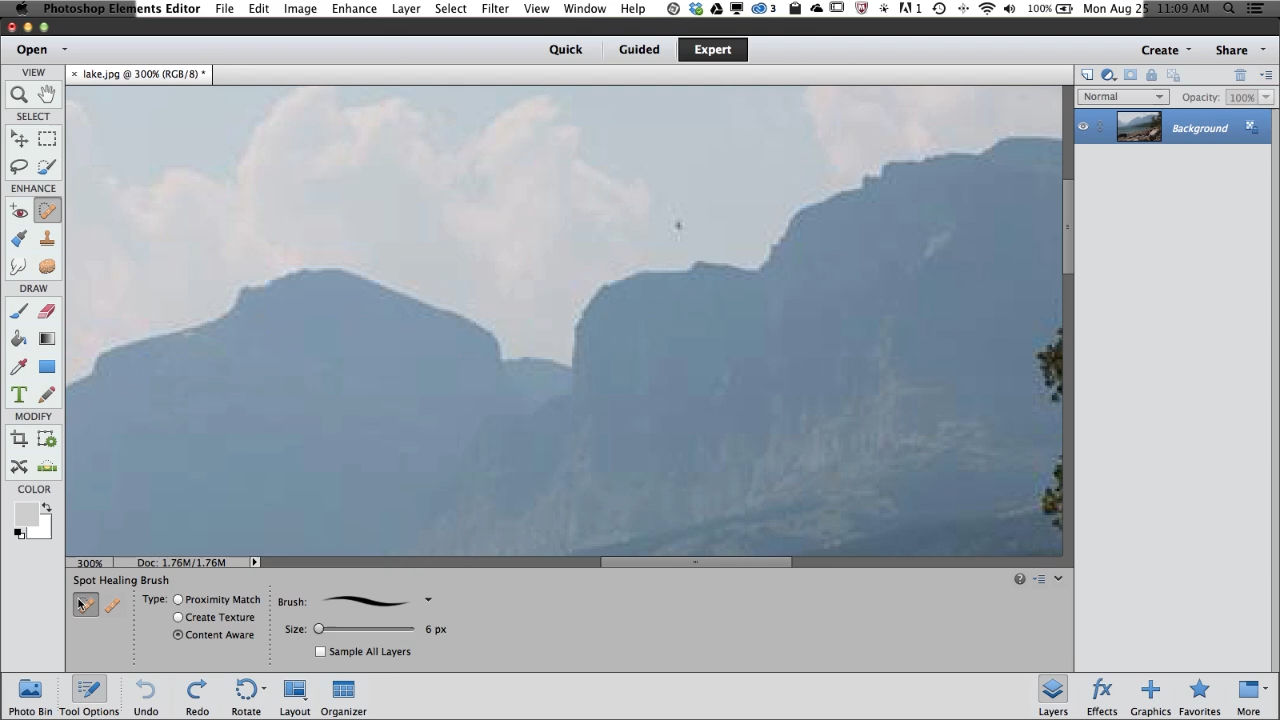 Photoshop Elements Editor File Edit Image Enhance Layer Select Filter View Window Help 3 1 100% Mon Aug 25 11:09 AM
Open Quick Guided Expert Create Share
VIEW × lake.jpg @ 300% (RGB/8) *
Normal Opacity: 100%
SELECT
Background
ENHANCE
DRAW
T
MODIFY
COLOR
300% Doc: 1.76M/1.76M
Spot Healing Brush
Type: Proximity Match Brush:
Create Texture
Size: 6 px
Content Aware
Sample All Layers
Photo Bin Tool Options Undo Redo Rotate Layout Organizer Layers Effects Graphics Favorites More